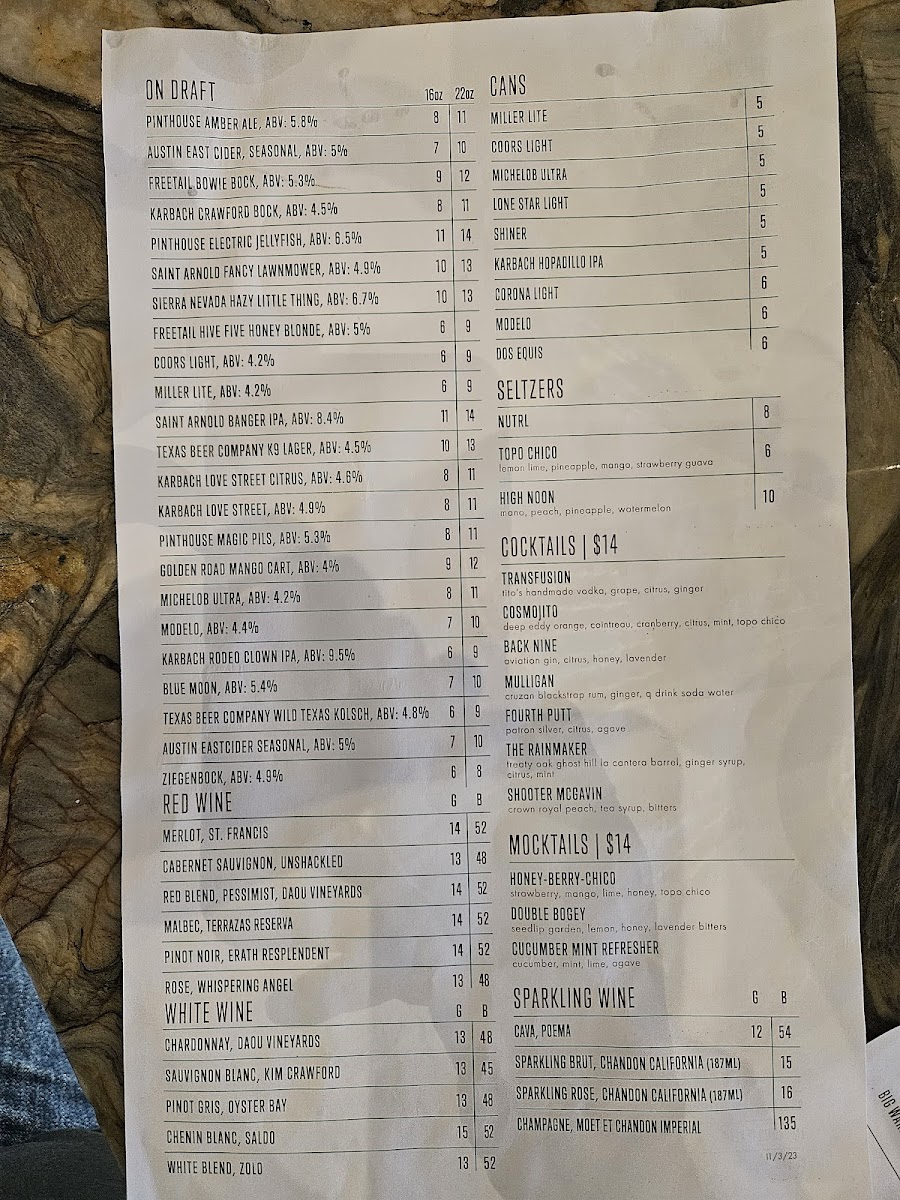 ON DRAFT 16oz 22oz
PINTHOUSE AMBER ALE, ABV: 5.8% 8 11
AUSTIN EAST CIDER, SEASONAL, ABV: 5% 7 10
FREETAIL BOWIE BOCK, ABV: 5.3% 9 12
KARBACH CRAWFORD BOCK, ABV: 4.5% 8 11
PINTHOUSE ELECTRIC JELLYFISH, ABV: 6.5% 11 14
SAINT ARNOLD FANCY LAWNMOWER, ABV: 4.9% 10 13
SIERRA NEVADA HAZY LITTLE THING, ABV: 6.7% 10 13
FREETAIL HIVE FIVE HONEY BLONDE, ABV: 5% 6 9
COORS LIGHT, ABV: 4.2% 6 9
MILLER LITE, ABV: 4.2% 6 9
SAINT ARNOLD BANGER IPA, ABV: 8.4% 11 14
TEXAS BEER COMPANY K9 LAGER, ABV: 4.5% 10 13
KARBACH LOVE STREET CITRUS, ABV: 4.6% 8 11
KARBACH LOVE STREET, ABV: 4.9% 8 11
PINTHOUSE MAGIC PILS, ABV: 5.3% 8 11
GOLDEN ROAD MANGO CART, ABV: 4% 9 12
MICHELOB ULTRA, ABV: 4.2% 8 11
MODELO, ABV: 4.4% 7 10
KARBACH RODEO CLOWN IPA, ABV: 9.5% 6 9
BLUE MOON, ABV: 5.4% 7 10
TEXAS BEER COMPANY WILD TEXAS KOLSCH, ABV: 4.8% 6 9
AUSTIN EASTCIDER SEASONAL, ABV: 5% 7 10
ZIEGENBOCK, ABV: 4.9% 6 8
RED WINE G B
MERLOT, ST. FRANCIS 14 52
CABERNET SAUVIGNON, UNSHACKLED 13 48
RED BLEND, PESSIMIST, DAOU VINEYARDS 14 52
MALBEC, TERRAZAS RESERVA 14 52
PINOT NOIR, ERATH RESPLENDENT 14 52
ROSE, WHISPERING ANGEL 13 48
WHITE WINE G B
CHARDONNAY, DAOU VINEYARDS 13 48
SAUVIGNON BLANC, KIM CRAWFORD 13 45
PINOT GRIS, OYSTER BAY 13 48
CHENIN BLANC, SALDO 15 52
WHITE BLEND, ZOLO 13 52
CANS
MILLER LITE 5
COORS LIGHT 5
MICHELOB ULTRA 5
LONE STAR LIGHT 5
SHINER 5
KARBACH HOPADILLO IPA 5
CORONA LIGHT 6
MODELO 6
DOS EQUIS 6
SELTZERS
NUTRL 8
TOPO CHICO 6
lemon lime, pineapple, mango, strawberry guava
HIGH NOON 10
mano, peach, pineapple, watermelon
COCKTAILS | $14
TRANSFUSION
tito's handmade vodka, grape, citrus, ginger
COSMOJITO
deep eddy orange, cointreau, cranberry, citrus, mint, topo chico
BACK NINE
aviation gin, citrus, honey, lavender
MULLIGAN
cruzan blackstrap rum, ginger, q drink soda water
FOURTH PUTT
patron silver, citrus, agave
THE RAINMAKER
treaty oak ghost hill la cantera barrel, ginger syrup,
citrus, mint
SHOOTER MCGAVIN
crown royal peach, tea syrup, bitters
MOCKTAILS | $14
HONEY-BERRY-CHICO
strawberry, mango, lime, honey, topo chico
DOUBLE BOGEY
seedlip garden, lemon, honey, lavender bitters
CUCUMBER MINT REFRESHER
cucumber, mint, lime, agave
SPARKLING WINE G B
CAVA, POEMA 12 54
SPARKLING BRUT, CHANDON CALIFORNIA (187ML) 15
SPARKLING ROSE, CHANDON CALIFORNIA (187ML) 16
CHAMPAGNE, MOET ET CHANDON IMPERIAL 135
11/3/23
BIG